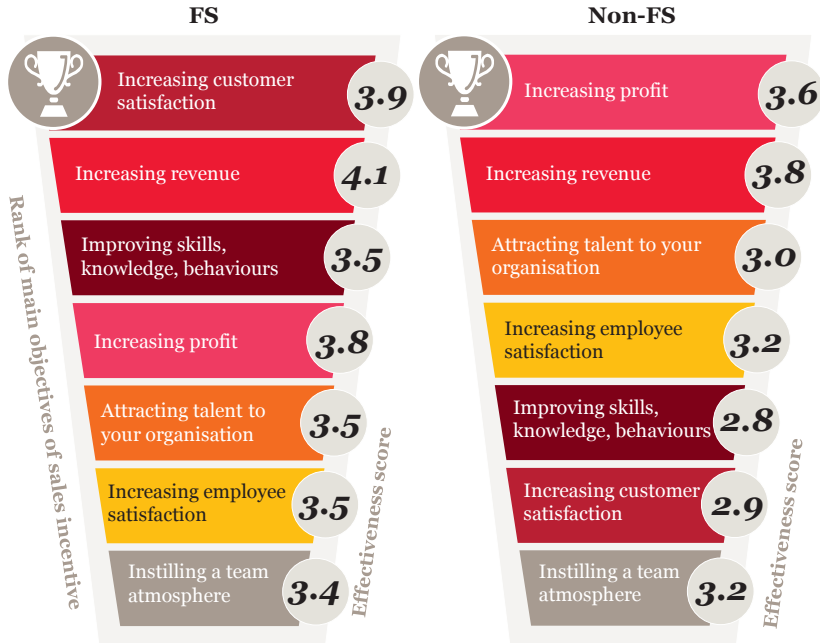 FS
Increasing customer
satisfaction
3.9
Increasing revenue
4.1
Improving skills,
knowledge, behaviours
3.5
Increasing profit
3.8
Attracting talent to
your organisation
3.5
Increasing employee
satisfaction
3.5
Instilling a team
atmosphere
3.4
Rank of main objectives of sales incentive
Effectiveness score
Non-FS
Increasing profit
3.6
Increasing revenue
3.8
Attracting talent to your
organisation
3.0
Increasing employee
satisfaction
3.2
Improving skills,
knowledge, behaviours
2.8
Increasing customer
satisfaction
2.9
Instilling a team
atmosphere
3.2
Effectiveness score